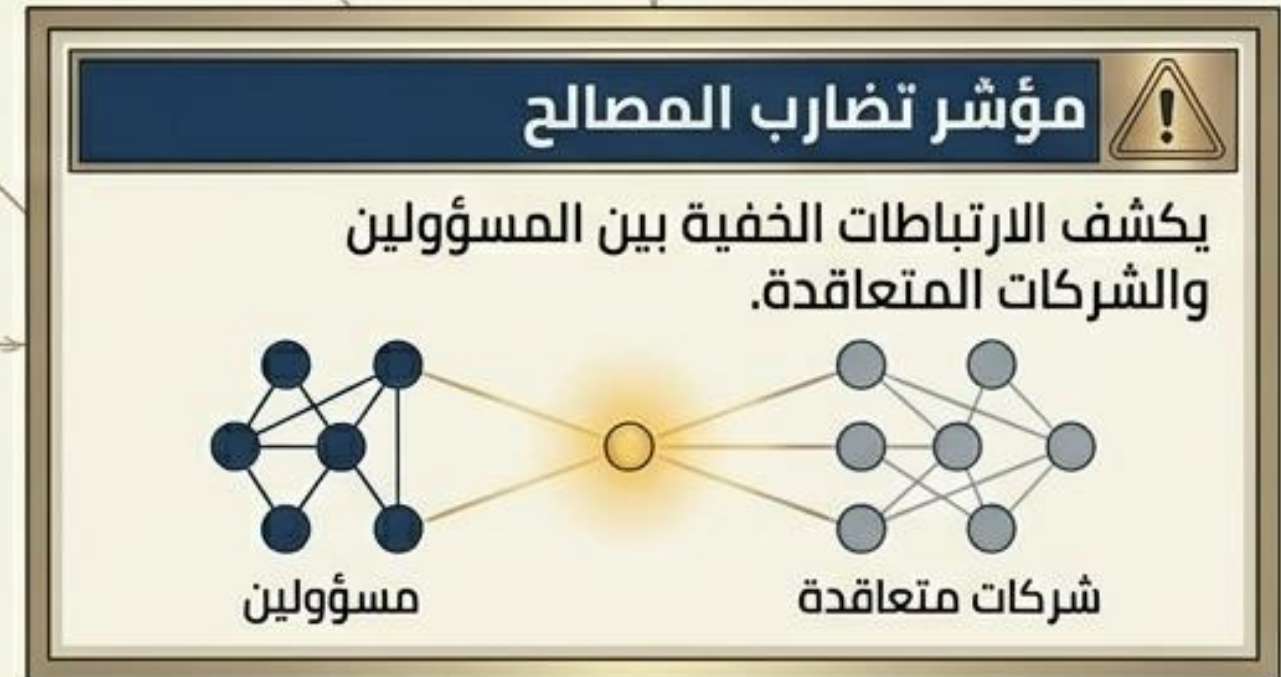 مؤشر تضارب المصالح
يكشف الارتباطات الخفية بين المسؤولين
والشركات المتعاقدة.
مسؤولين
شركات متعاقدة